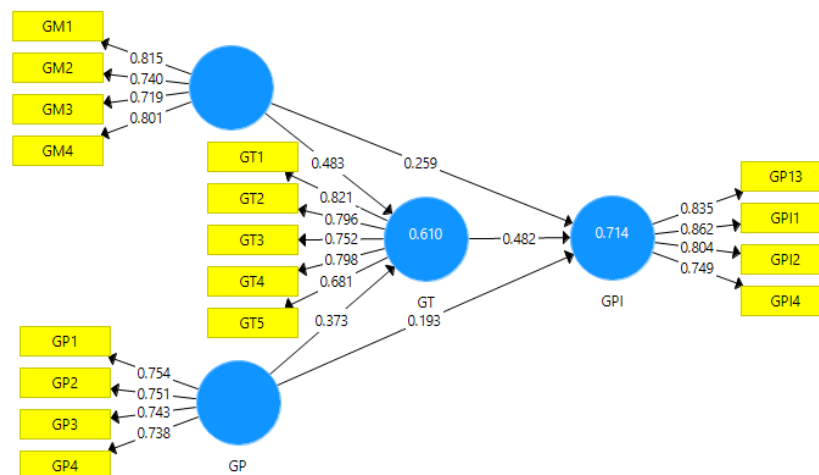 GM1
GM2
GM3
GM4
0.815
0.740
0.719
0.801
0.483
0.259
GT1
GT2
GT3
GT4
GT5
0.821
0.796
0.752
0.798
0.681
0.610
GT
0.482
0.714
GPI
GP13
GPI1
GPI2
GPI4
0.835
0.862
0.804
0.749
0.373
0.193
GP1
GP2
GP3
GP4
0.754
0.751
0.743
0.738
GP